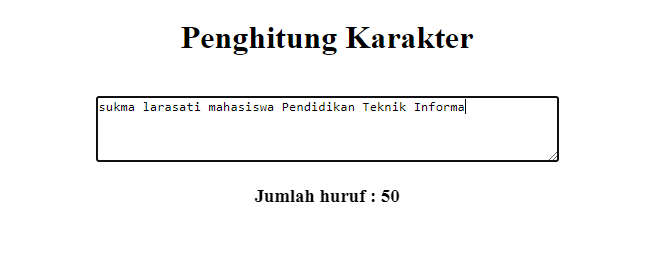 Penghitung Karakter
sukma larasati mahasiswa Pendidikan Teknik Informa
Jumlah huruf : 50